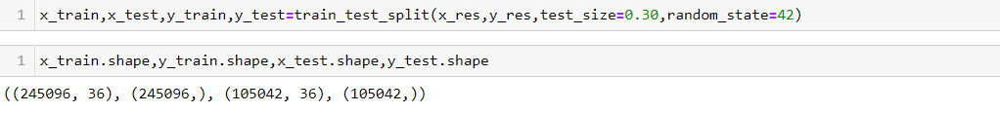 1 x_train,x_test,y_train,y_test=train_test_split(x_res,y_res,test_size=0.30,random_state=42)
1 x_train.shape,y_train.shape,x_test.shape,y_test.shape
((245096, 36), (245096,), (105042, 36), (105042,))